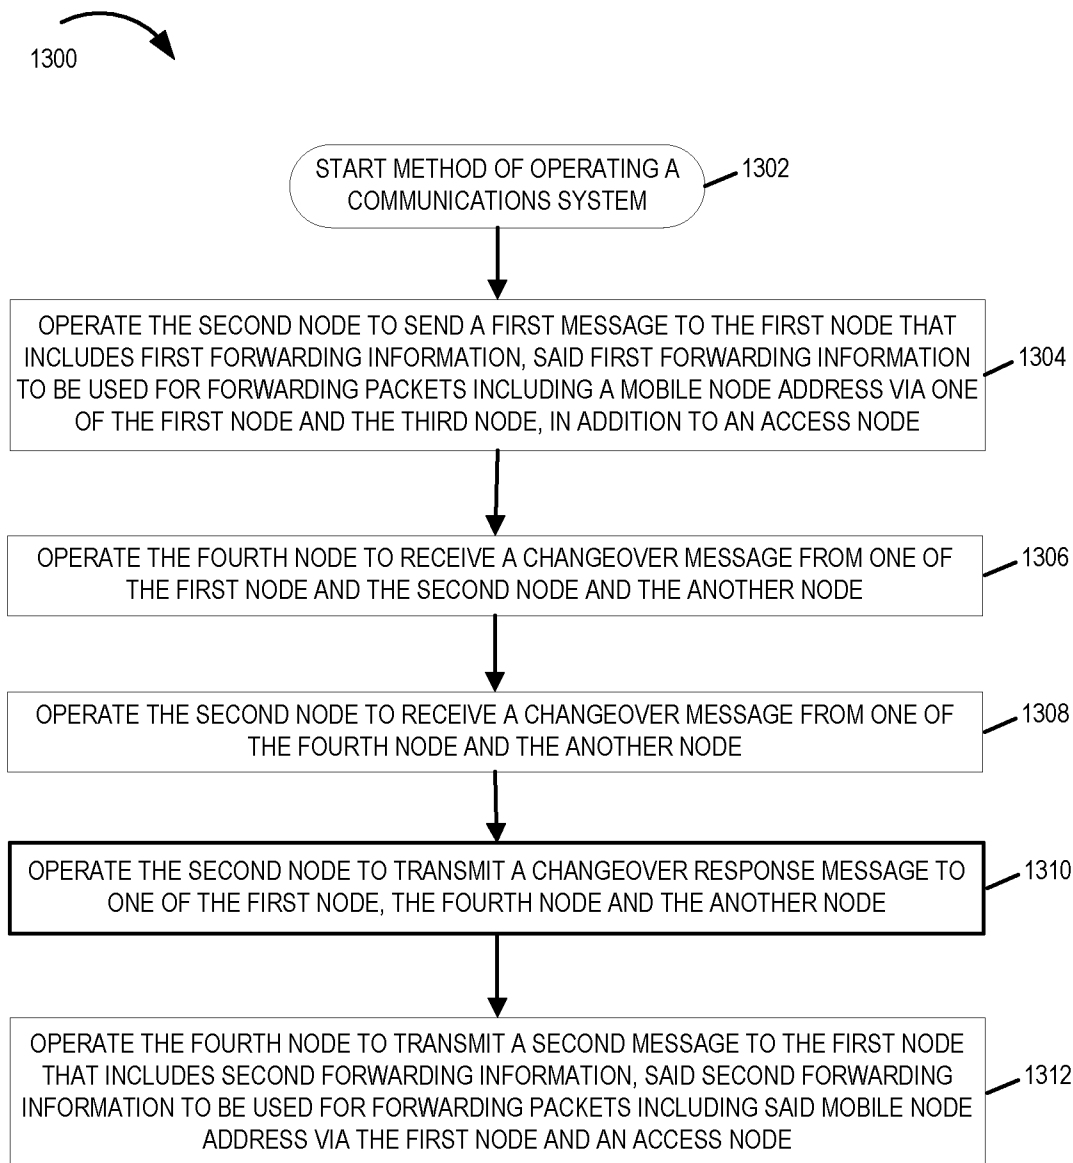 1300
START METHOD OF OPERATING A
COMMUNICATIONS SYSTEM
1302
OPERATE THE SECOND NODE TO SEND A FIRST MESSAGE TO THE FIRST NODE THAT
INCLUDES FIRST FORWARDING INFORMATION, SAID FIRST FORWARDING INFORMATION
TO BE USED FOR FORWARDING PACKETS INCLUDING A MOBILE NODE ADDRESS VIA ONE
OF THE FIRST NODE AND THE THIRD NODE, IN ADDITION TO AN ACCESS NODE
1304
OPERATE THE FOURTH NODE TO RECEIVE A CHANGEOVER MESSAGE FROM ONE OF
THE FIRST NODE AND THE SECOND NODE AND THE ANOTHER NODE
1306
OPERATE THE SECOND NODE TO RECEIVE A CHANGEOVER MESSAGE FROM ONE OF
THE FOURTH NODE AND THE ANOTHER NODE
1308
OPERATE THE SECOND NODE TO TRANSMIT A CHANGEOVER RESPONSE MESSAGE TO
ONE OF THE FIRST NODE, THE FOURTH NODE AND THE ANOTHER NODE
1310
OPERATE THE FOURTH NODE TO TRANSMIT A SECOND MESSAGE TO THE FIRST NODE
THAT INCLUDES SECOND FORWARDING INFORMATION, SAID SECOND FORWARDING
INFORMATION TO BE USED FOR FORWARDING PACKETS INCLUDING SAID MOBILE NODE
ADDRESS VIA THE FIRST NODE AND AN ACCESS NODE
1312